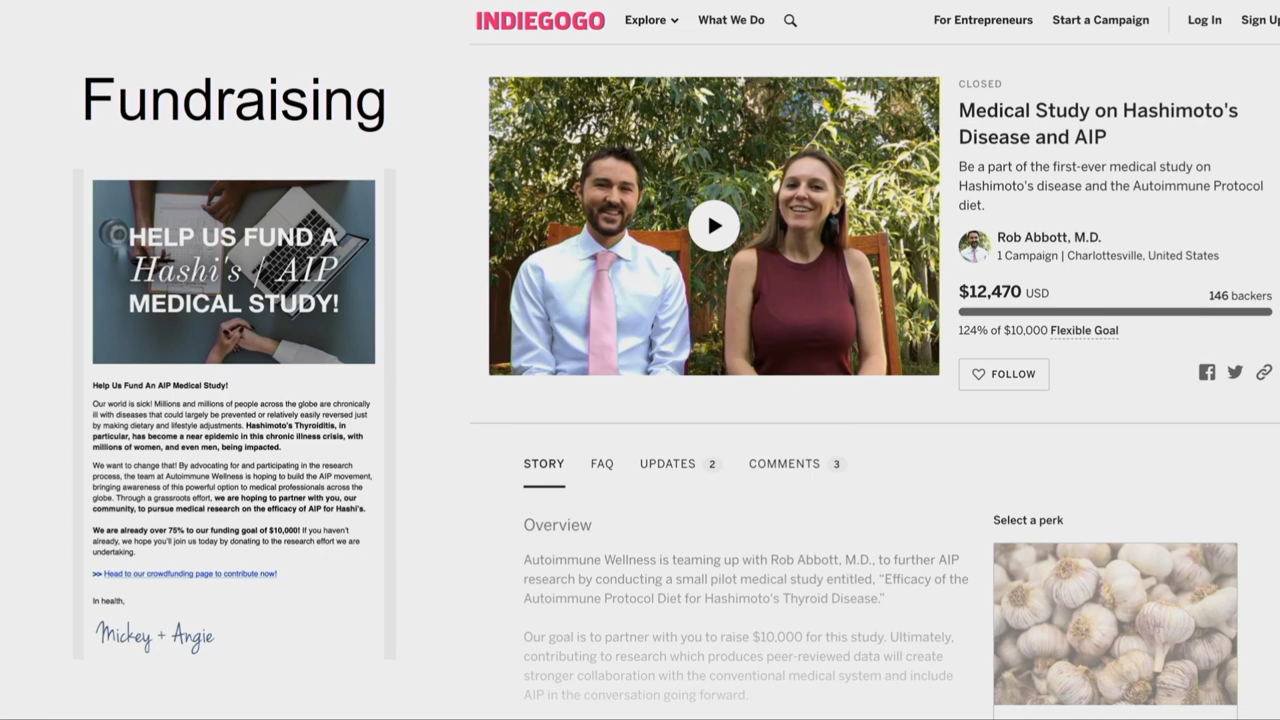 Fundraising
HELP US FUND A
Hashi's | AIP
MEDICAL STUDY!
Help Us Fund An AIP Medical Study!
Our world is sick! Millions and millions of people across the globe are chronically
ill with diseases that could largely be prevented or relatively easily reversed just
by making dietary and lifestyle adjustments. Hashimoto's Thyroiditis, in
particular, has become a near epidemic in this chronic illness crisis, with
millions of women, and even men, being impacted.
We want to change that! By advocating for and participating in the research
process, the team at Autoimmune Wellness is hoping to build the AIP movement,
bringing awareness of this powerful option to medical professionals across the
globe. Through a grassroots effort, we are hoping to partner with you, our
community, to pursue medical research on the efficacy of AIP for Hashi's.
We are already over 75% to our funding goal of $10,000! If you haven't
already, we hope you'll join us today by donating to the research effort we are
undertaking.
>> Head to our crowdfunding page to contribute now!
In health,
Mickey + Angie
INDIEGOGO
Explore
What We Do
For Entrepreneurs
Start a Campaign
Log In
Sign Up
CLOSED
Medical Study on Hashimoto's
Disease and AIP
Be a part of the first-ever medical study on
Hashimoto's disease and the Autoimmune Protocol
diet.
Rob Abbott, M.D.
1 Campaign | Charlottesville, United States
$12,470 USD
146 backers
124% of $10,000 Flexible Goal
FOLLOW
STORY
FAQ
UPDATES 2
COMMENTS 3
Overview
Autoimmune Wellness is teaming up with Rob Abbott, M.D., to further AIP
research by conducting a small pilot medical study entitled, "Efficacy of the
Autoimmune Protocol Diet for Hashimoto's Thyroid Disease."
Our goal is to partner with you to raise $10,000 for this study. Ultimately,
contributing to research which produces peer-reviewed data will create
stronger collaboration with the conventional medical system and include
AIP in the conversation going forward.
Select a perk